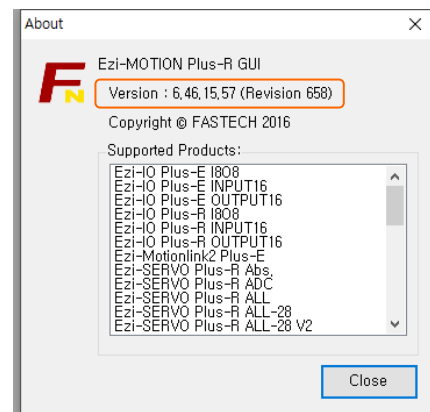 About
FN
Ezi-MOTION Plus-R GUI
Version : 6,46,15,57 (Revision 658)
Copyright © FASTECH 2016
Supported Products:
Ezi-IO Plus-E I8O8
Ezi-IO Plus-E INPUT16
Ezi-IO Plus-E OUTPUT16
Ezi-IO Plus-R I8O8
Ezi-IO Plus-R INPUT16
Ezi-IO Plus-R OUTPUT16
Ezi-Motionlink2 Plus-E
Ezi-SERVO Plus-R Abs,
Ezi-SERVO Plus-R ADC
Ezi-SERVO Plus-R ALL
Ezi-SERVO Plus-R ALL-28
Ezi-SERVO Plus-R ALL-28 V2
Close